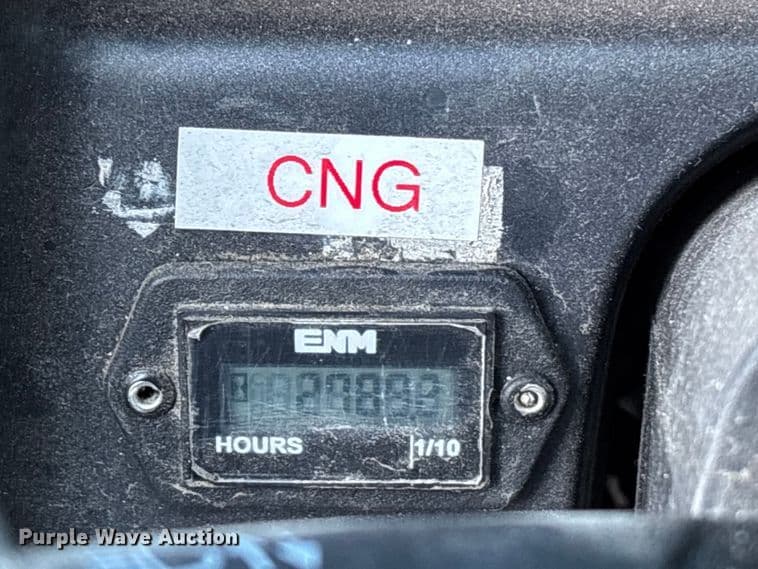 CNG
ENM
HOURS 1/10
Purple Wave Auction